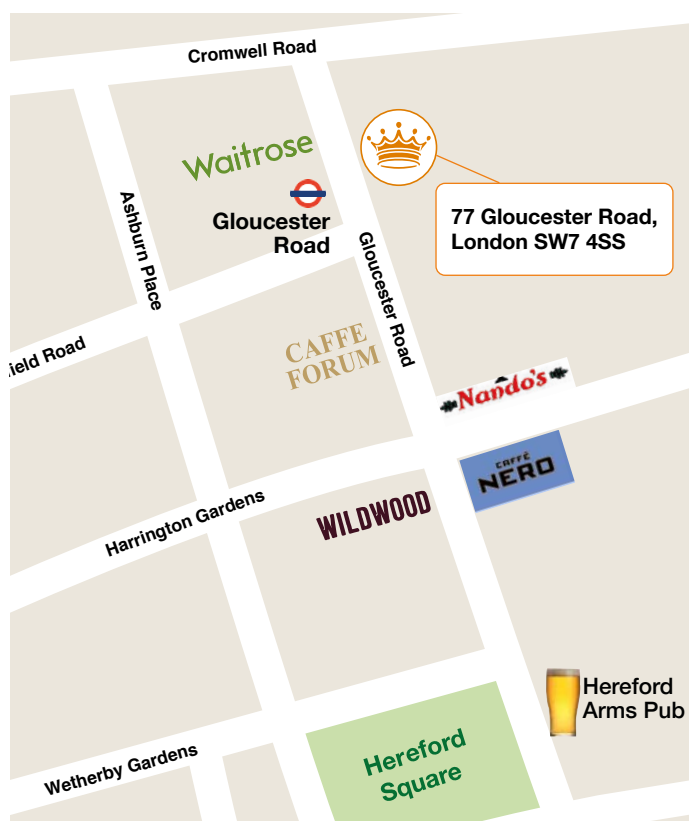 Cromwell Road
Waitrose
Ashburn Place
Gloucester
Road
77 Gloucester Road,
London SW7 4SS
Gloucester Road
ield Road
CAFFE
FORUM
Nando's
CAFFÈ
NERO
Harrington Gardens
WILDWOOD
Hereford
Arms Pub
Hereford
Square
Wetherby Gardens